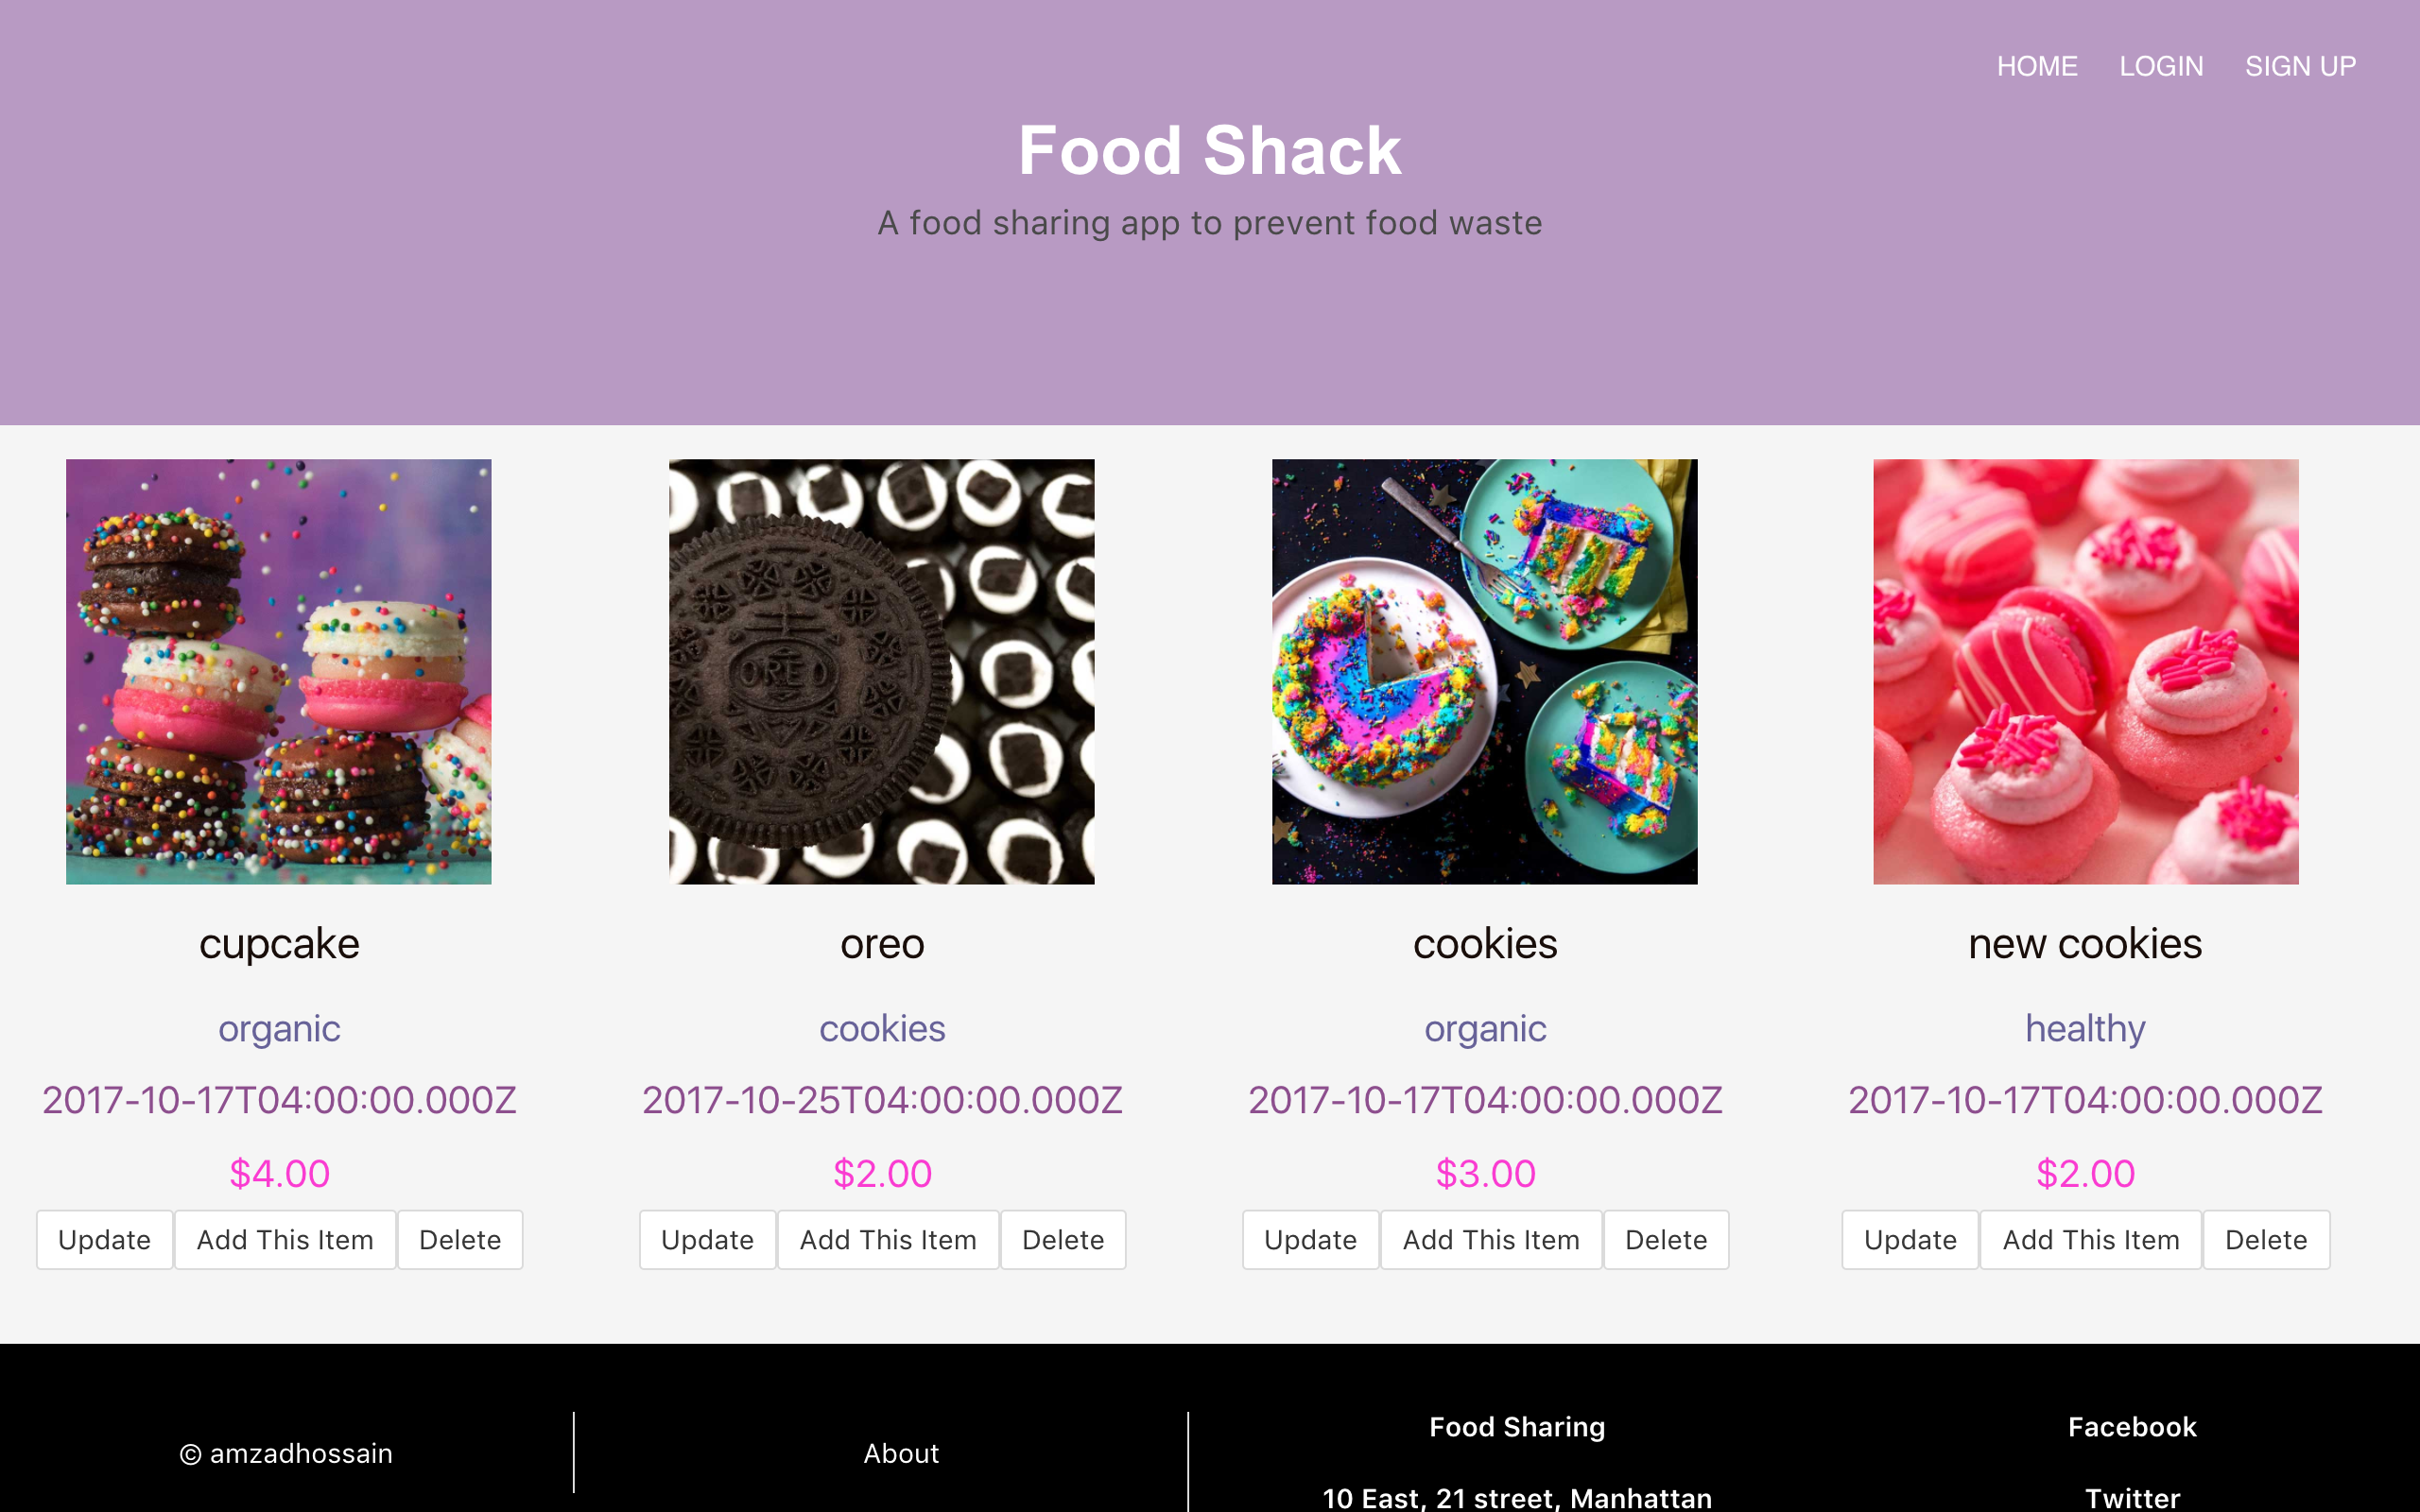 HOME LOGIN SIGN UP
Food Shack
A food sharing app to prevent food waste
OREO
cupcake
organic
2017-10-17T04:00:00.000Z
$4.00
Update Add This Item Delete
oreo
cookies
2017-10-25T04:00:00.000Z
$2.00
Update Add This Item Delete
cookies
organic
2017-10-17T04:00:00.000Z
$3.00
Update Add This Item Delete
new cookies
healthy
2017-10-17T04:00:00.000Z
$2.00
Update Add This Item Delete
© amzadhossain
About
Food Sharing
10 East, 21 street, Manhattan
Facebook
Twitter